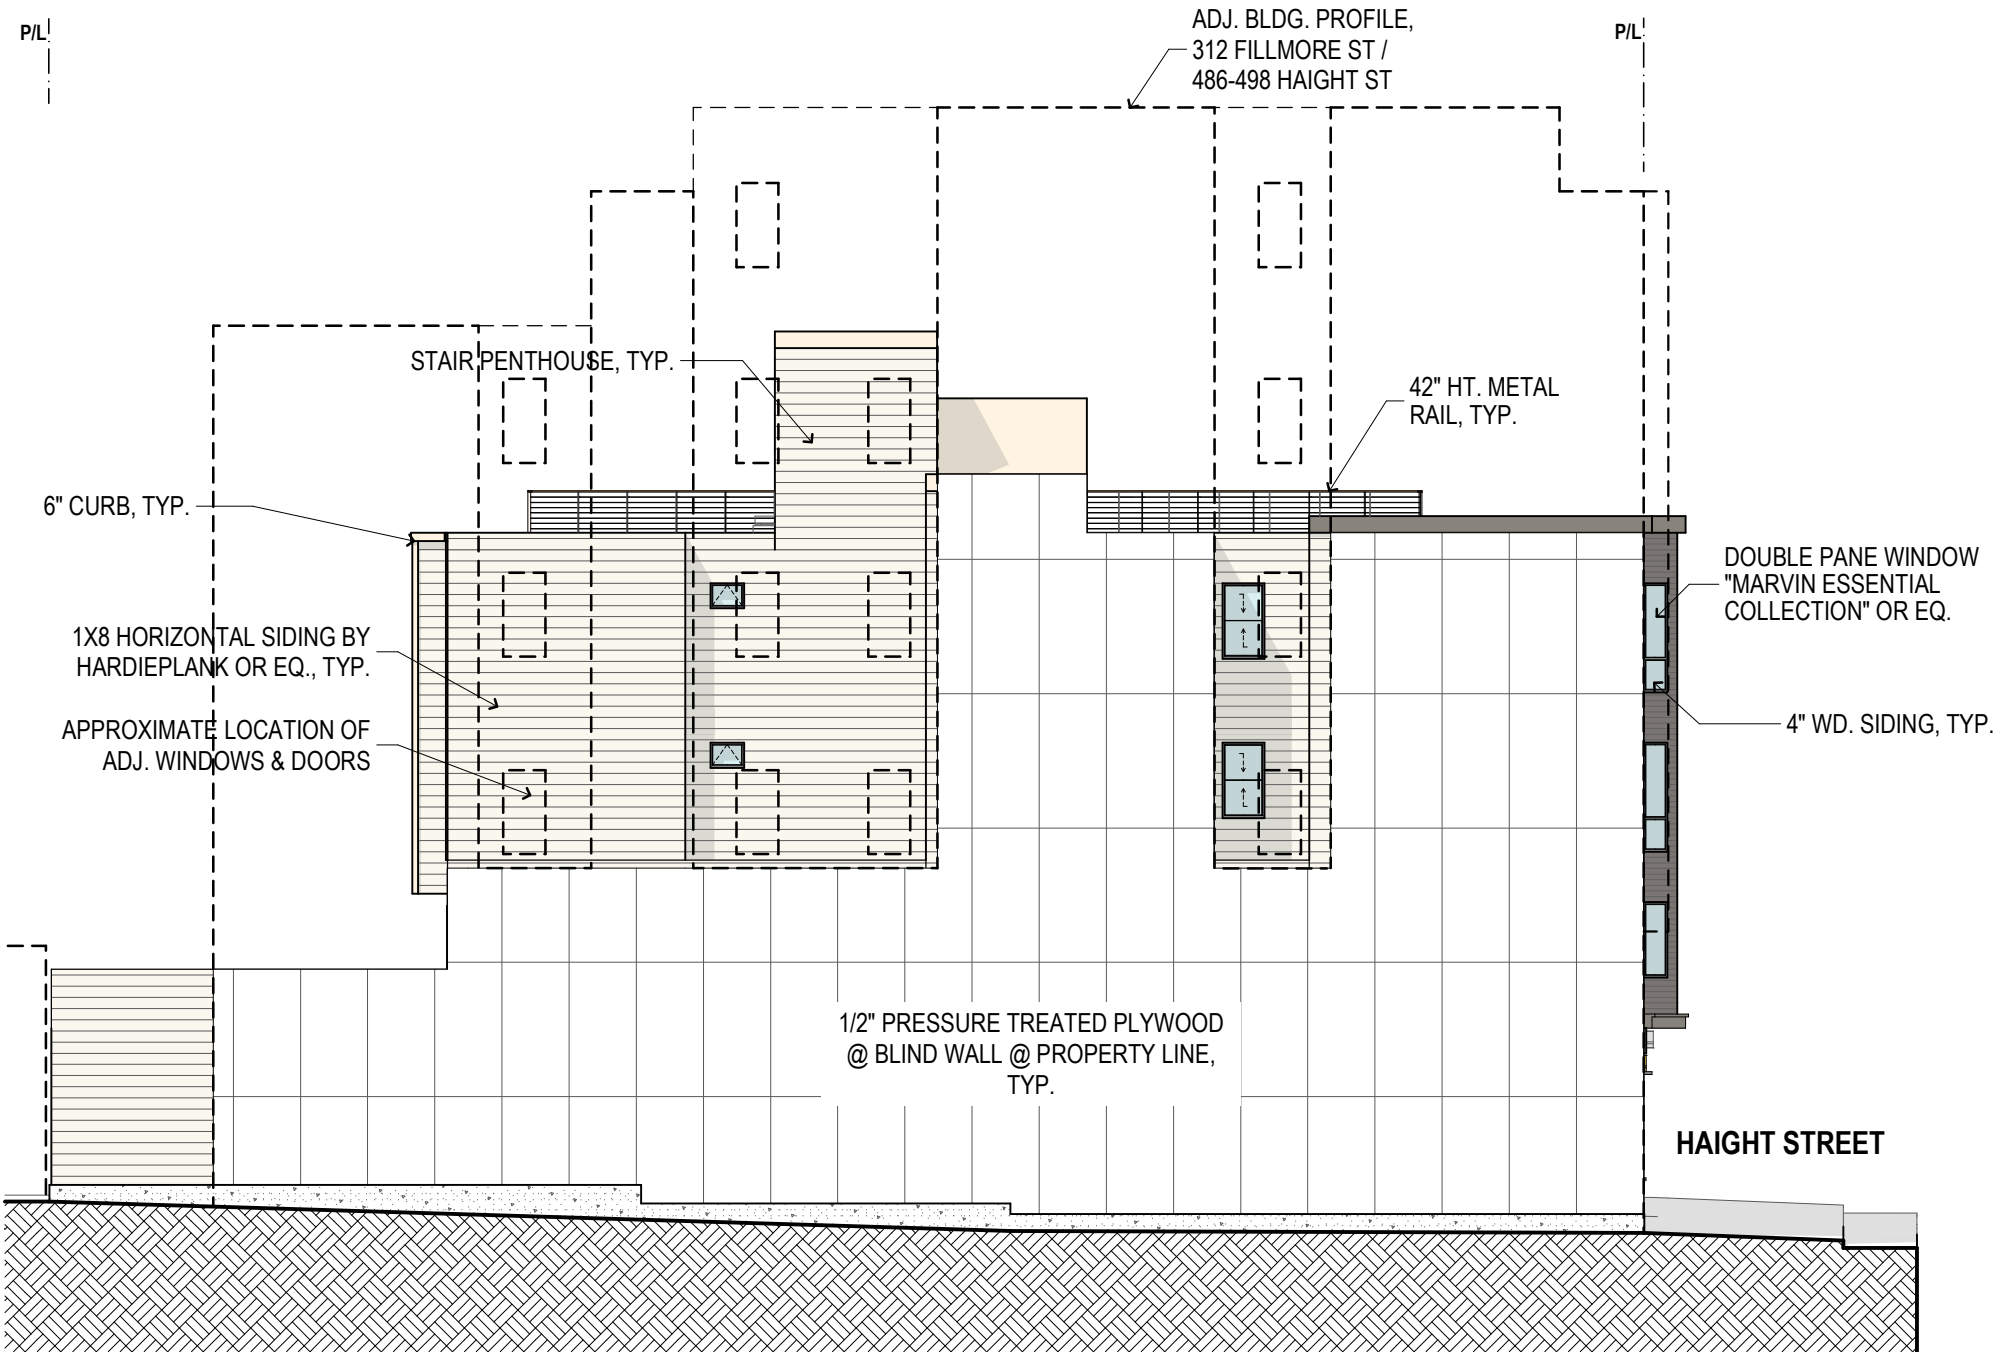 P/L
ADJ. BLDG. PROFILE,
312 FILLMORE ST /
486-498 HAIGHT ST
P/L
STAIR PENTHOUSE, TYP.
42" HT. METAL
RAIL, TYP.
6" CURB, TYP.
DOUBLE PANE WINDOW
"MARVIN ESSENTIAL
COLLECTION" OR EQ.
1X8 HORIZONTAL SIDING BY
HARDIEPLANK OR EQ., TYP.
4" WD. SIDING, TYP.
APPROXIMATE LOCATION OF
ADJ. WINDOWS & DOORS
1/2" PRESSURE TREATED PLYWOOD
@ BLIND WALL @ PROPERTY LINE,
TYP.
HAIGHT STREET